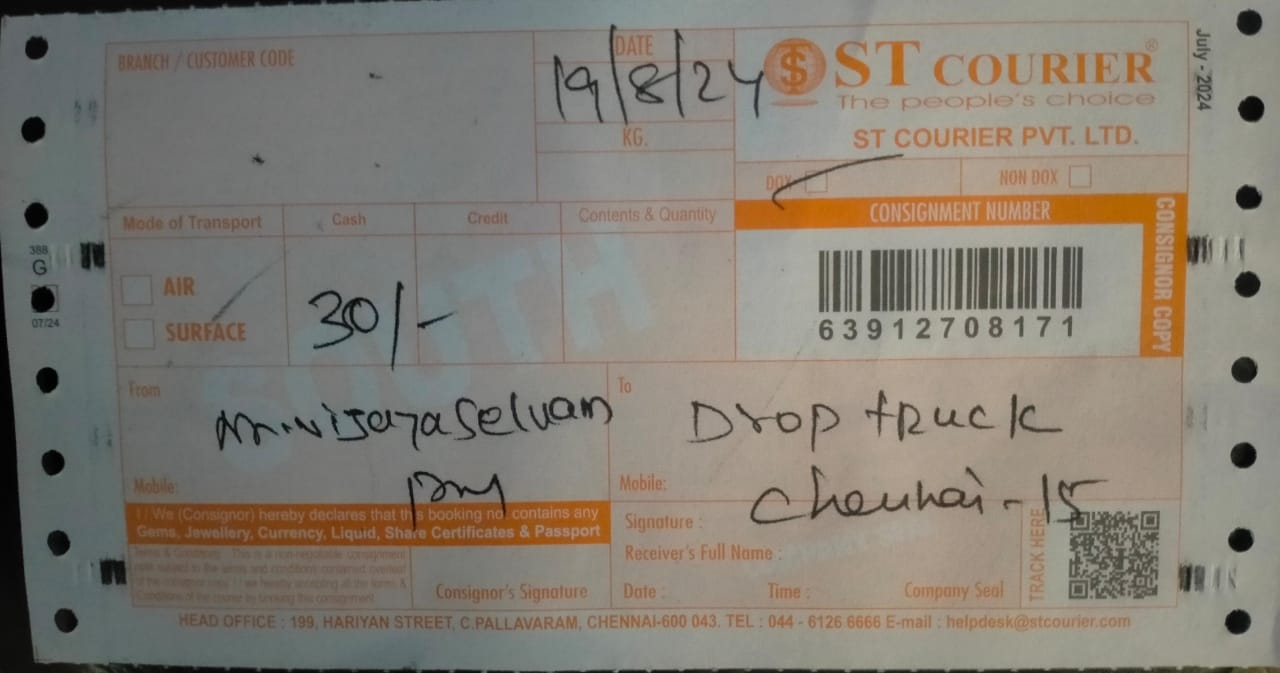 BRANCH / CUSTOMER CODE
DATE
19/8/24
KG.
ST COURIER®
The people's choice
ST COURIER PVT. LTD.
July - 2024
DOX
NON DOX
Mode of Transport
Cash
Credit
Contents & Quantity
CONSIGNMENT NUMBER
CONSIGNOR COPY
388
G
07/24
AIR
SURFACE
30/-
SOUTH
63912708171
From
To
Drop truck
Mobile:
Mobile:
Chennai - 15
I / We (Consignor) hereby declares that this booking not contains any
Gems, Jewellery, Currency, Liquid, Share Certificates & Passport
Signature :
Receiver's Full Name :
Terms & Conditions : This is a non-negotiable consignment
note subject to the terms and conditions contained overleaf
of the consignor copy I / we hereby accepting all the terms &
Conditions of the courier by booking this consignment.
Consignor's Signature
Date :
Time :
Company Seal
TRACK HERE
HEAD OFFICE : 199, HARIYAN STREET, C.PALLAVARAM, CHENNAI-600 043. TEL : 044 - 6126 6666 E-mail : helpdesk@stcourier.com